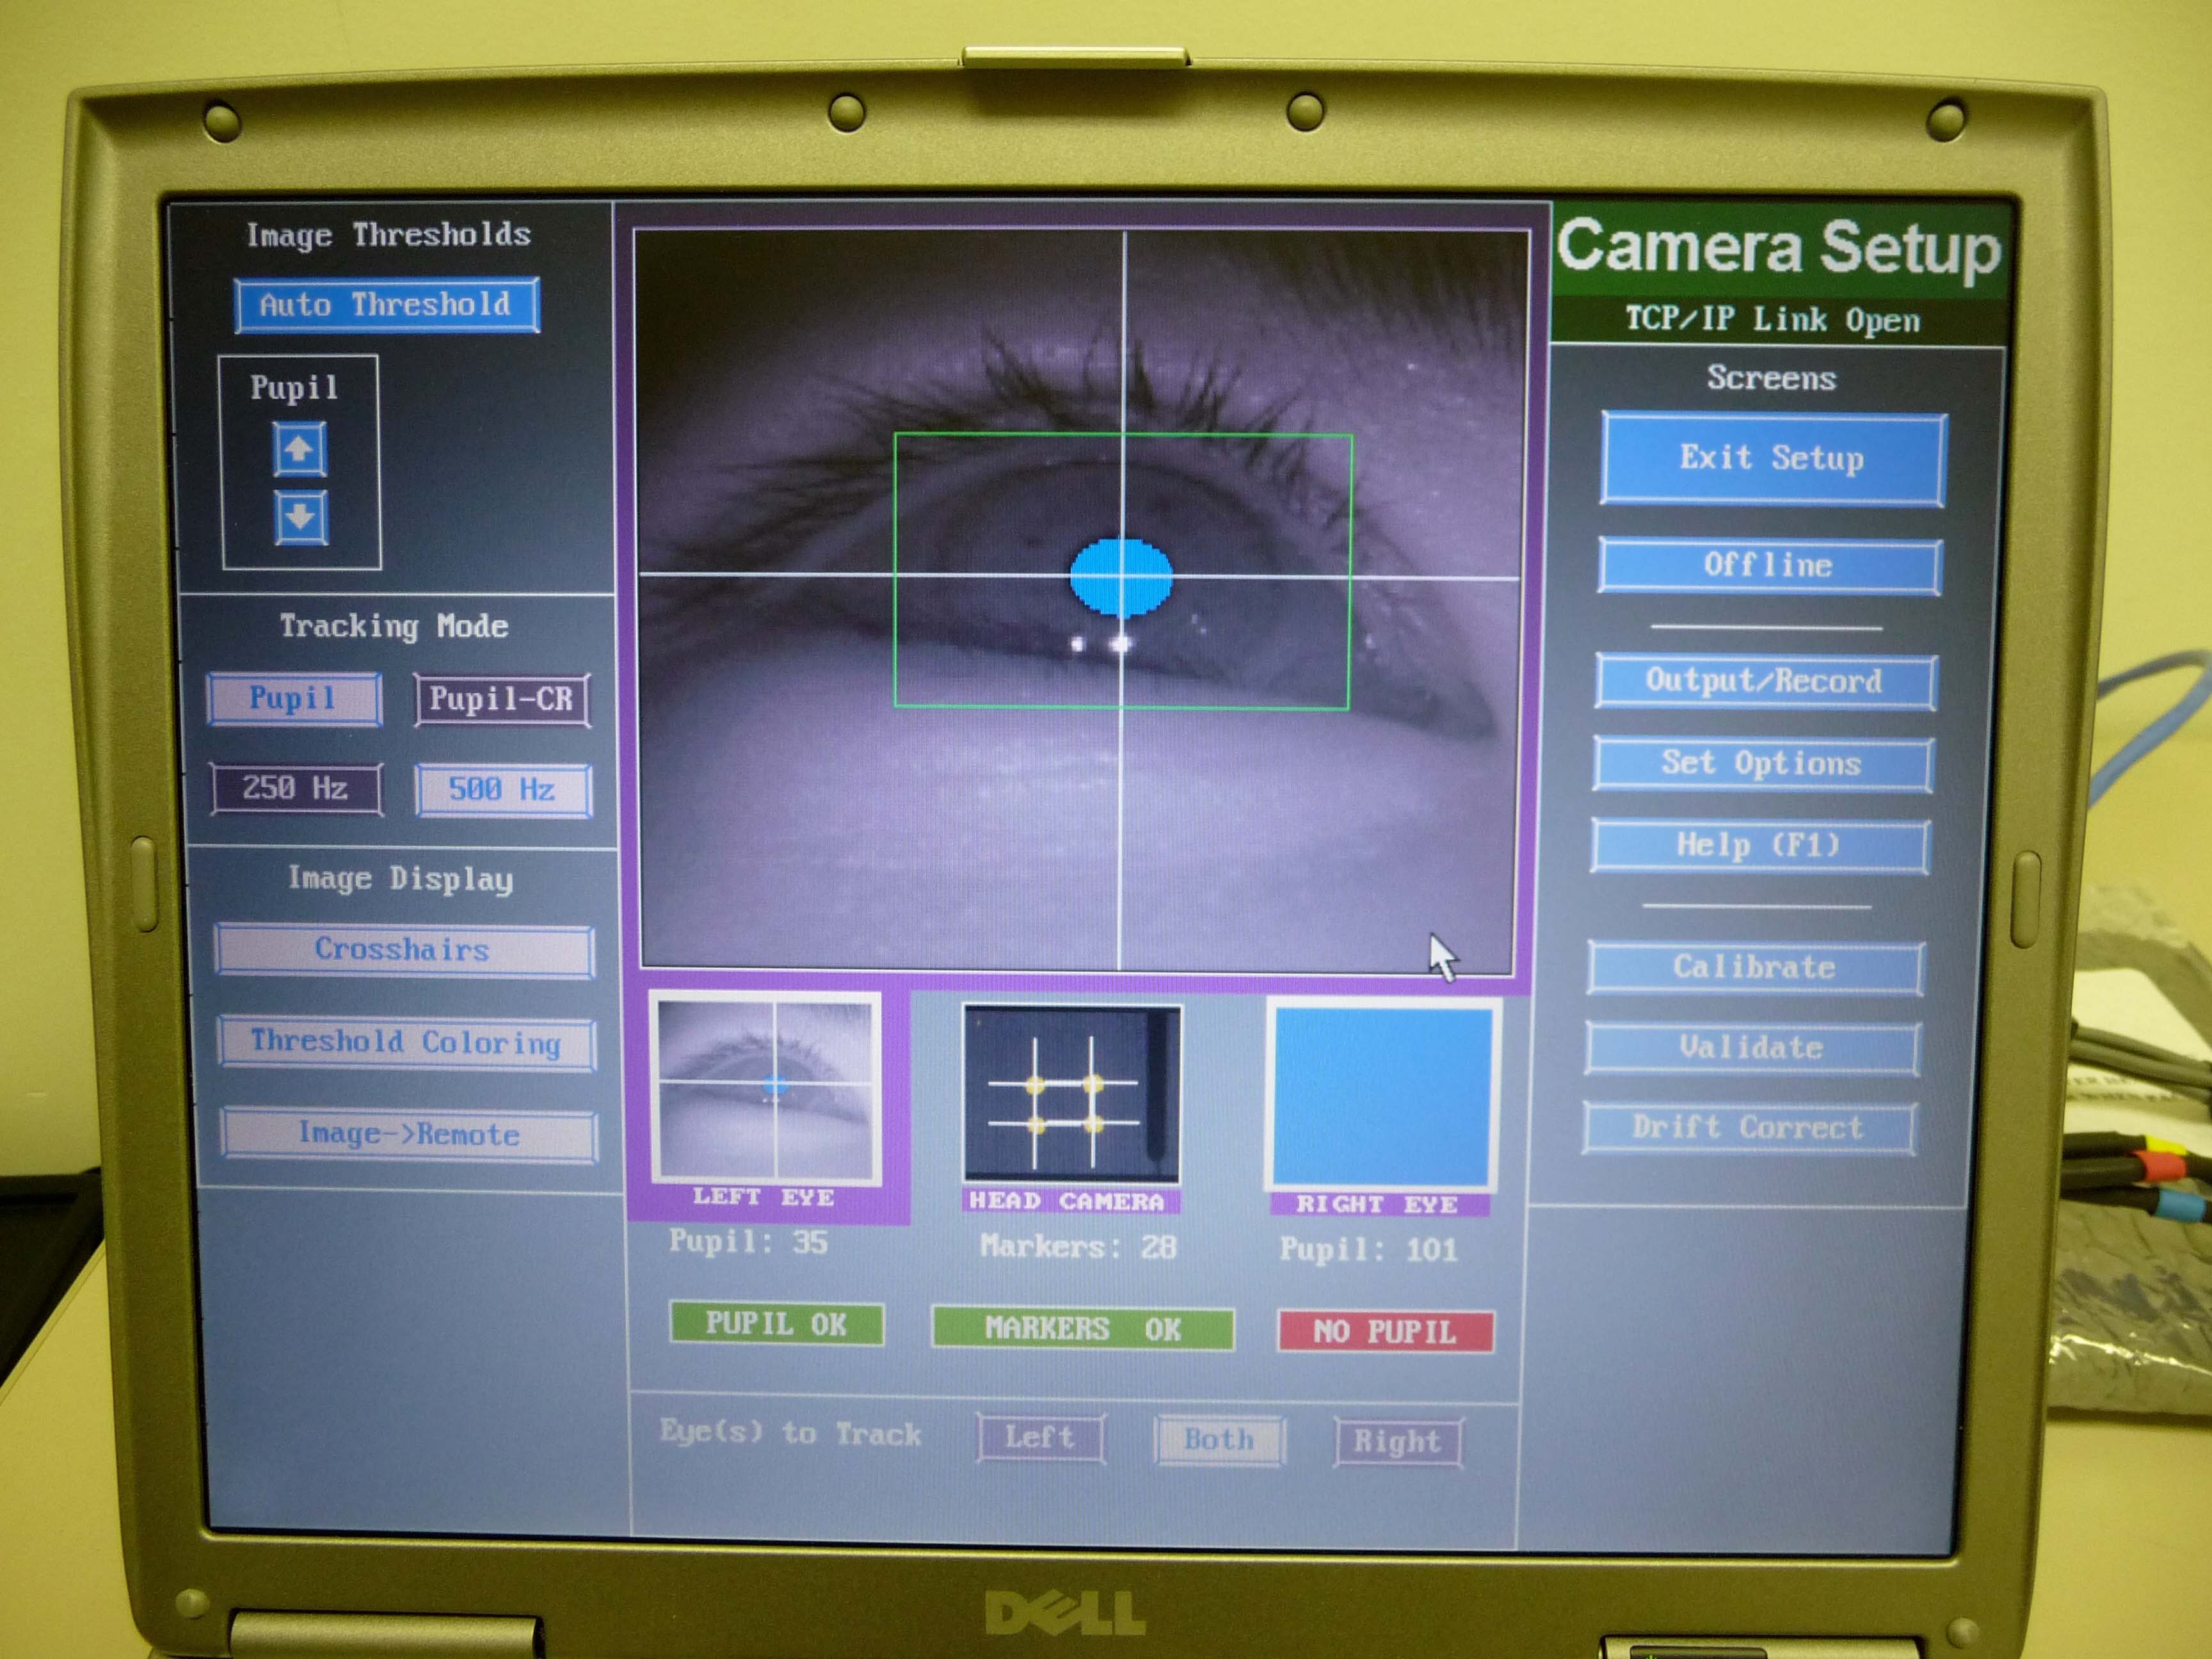 Image Thresholds
Auto Threshold
Pupil
Tracking Mode
Pupil
Pupil-CR
250 Hz
500 Hz
Image Display
Crosshairs
Threshold Coloring
Image->Remote
LEFT EYE
HEAD CAMERA
RIGHT EYE
Pupil: 35
Markers: 28
Pupil: 101
PUPIL OK
MARKERS OK
NO PUPIL
Eye(s) to Track
Left
Both
Right
Camera Setup
TCP/IP Link Open
Screens
Exit Setup
Offline
Output/Record
Set Options
Help (F1)
Calibrate
Validate
Drift Correct
DELL